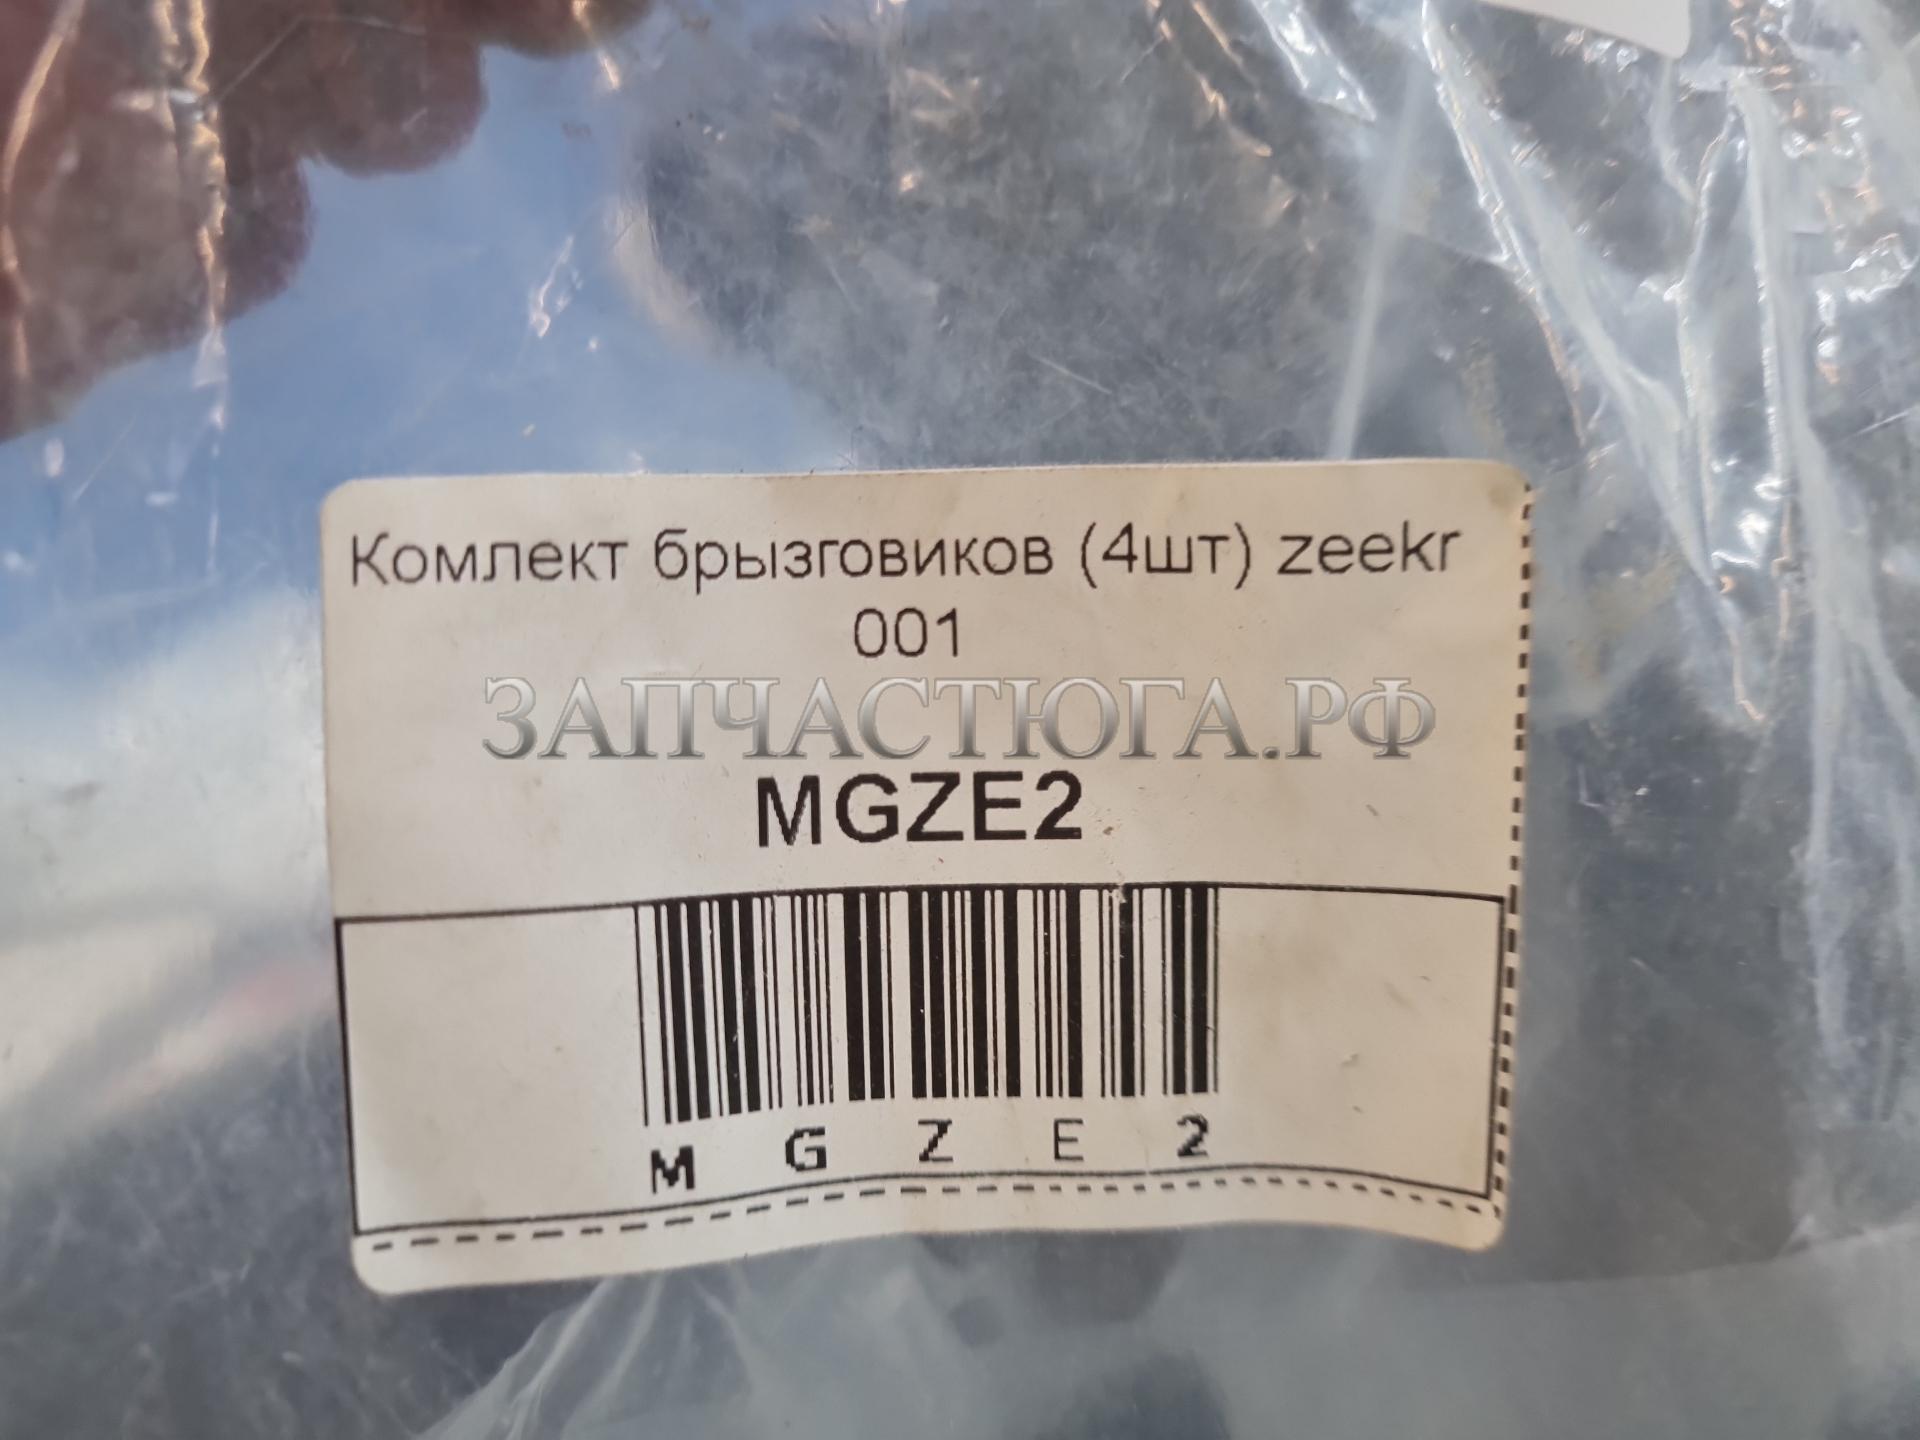 Комлект брызговиков (4шт) zeekr
001
ЗАПЧАСТЮГА.РФ
MGZE2
M G Z E 2